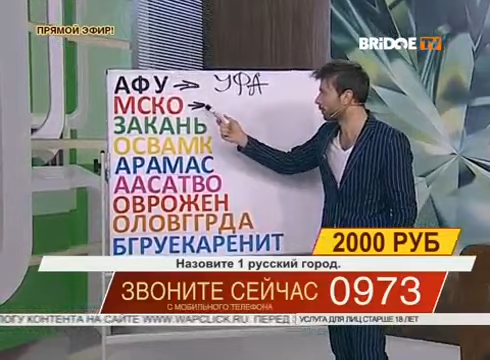 ПРЯМОЙ ЭФИР!
BRIDGE TV
АФУ → УФА
МСКО →
ЗАКАНЬ
ОСВАМК
АРАМАС
ААСАТВО
ОВРОЖЕН
ОЛОВГГРДА
БГРУЕКАРЕНИТ
2000 РУБ
Назовите 1 русский город.
ЗВОНИТЕ СЕЙЧАС 0973
С МОБИЛЬНОГО ТЕЛЕФОНА
ЛОГУ КОНТЕНТА НА САЙТЕ WWW.WAPCLICK.RU ПЕРЕД
УСЛУГА ДЛЯ ЛИЦ СТАРШЕ 18 ЛЕТ